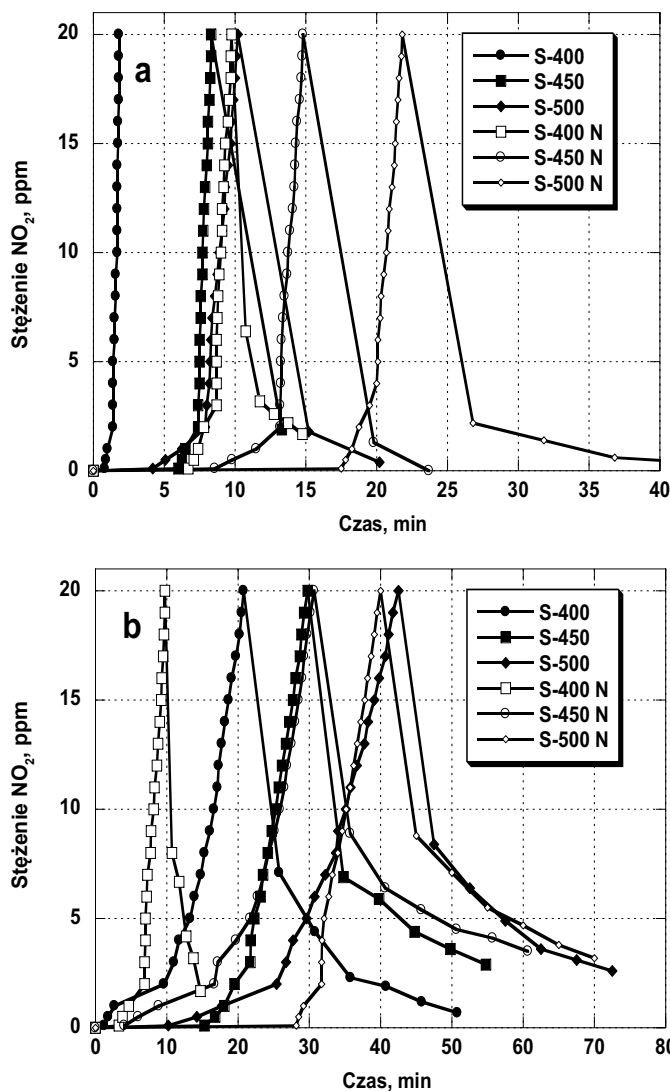 a
20
15
10
5
0
Stężenie NO₂, ppm
S-400
S-450
S-500
S-400 N
S-450 N
S-500 N
0 5 10 15 20 25 30 35 40
Czas, min
b
20
15
10
5
0
Stężenie NO₂, ppm
S-400
S-450
S-500
S-400 N
S-450 N
S-500 N
0 10 20 30 40 50 60 70 80
Czas, min